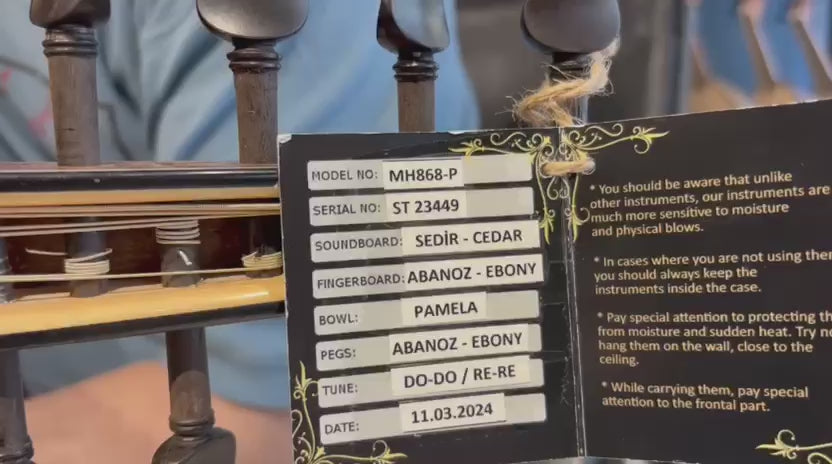 MODEL NO: MH868-P
SERIAL NO: ST 23449
SOUNDBOARD: SEDİR - CEDAR
FINGERBOARD: ABANOZ - EBONY
BOWL: PAMELA
PEGS: ABANOZ - EBONY
TUNE: DO-DO / RE-RE
DATE: 11.03.2024
* You should be aware that unlike
other instruments, our instruments are
much more sensitive to moisture
and physical blows.
* In cases where you are not using
you should always keep the
instruments inside the case.
* Pay special attention to protecting
from moisture and sudden heat. Try
hang them on the wall, close to the
ceiling.
* While carrying them, pay special
attention to the frontal part.